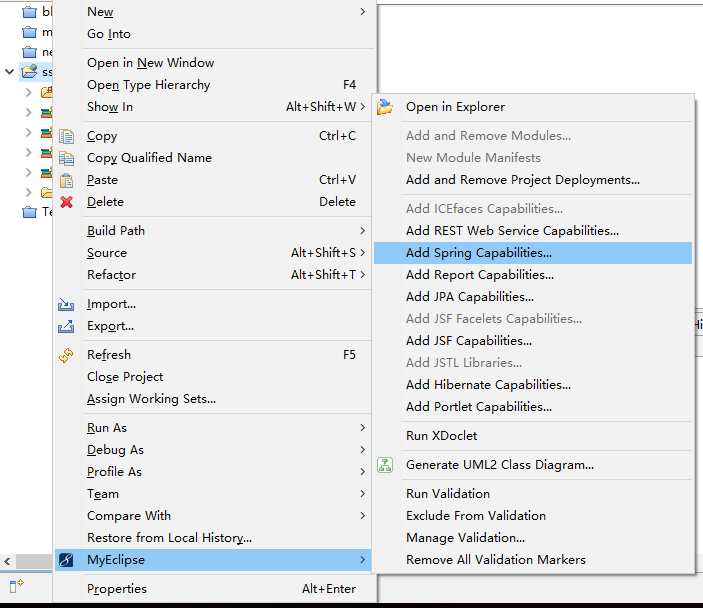 New
Go Into
Open in New Window
Open Type Hierarchy F4
Show In Alt+Shift+W
Copy Ctrl+C
Copy Qualified Name
Paste Ctrl+V
Delete Delete
Build Path
Source Alt+Shift+S
Refactor Alt+Shift+T
Import...
Export...
Refresh F5
Close Project
Assign Working Sets...
Run As
Debug As
Profile As
Team
Compare With
Restore from Local History...
MyEclipse
Properties Alt+Enter
Open in Explorer
Add and Remove Modules...
New Module Manifests
Add and Remove Project Deployments...
Add ICEfaces Capabilities...
Add REST Web Service Capabilities...
Add Spring Capabilities...
Add Report Capabilities...
Add JPA Capabilities...
Add JSF Facelets Capabilities...
Add JSF Capabilities...
Add JSTL Libraries...
Add Hibernate Capabilities...
Add Portlet Capabilities...
Run XDoclet
Generate UML2 Class Diagram...
Run Validation
Exclude From Validation
Manage Validation...
Remove All Validation Markers